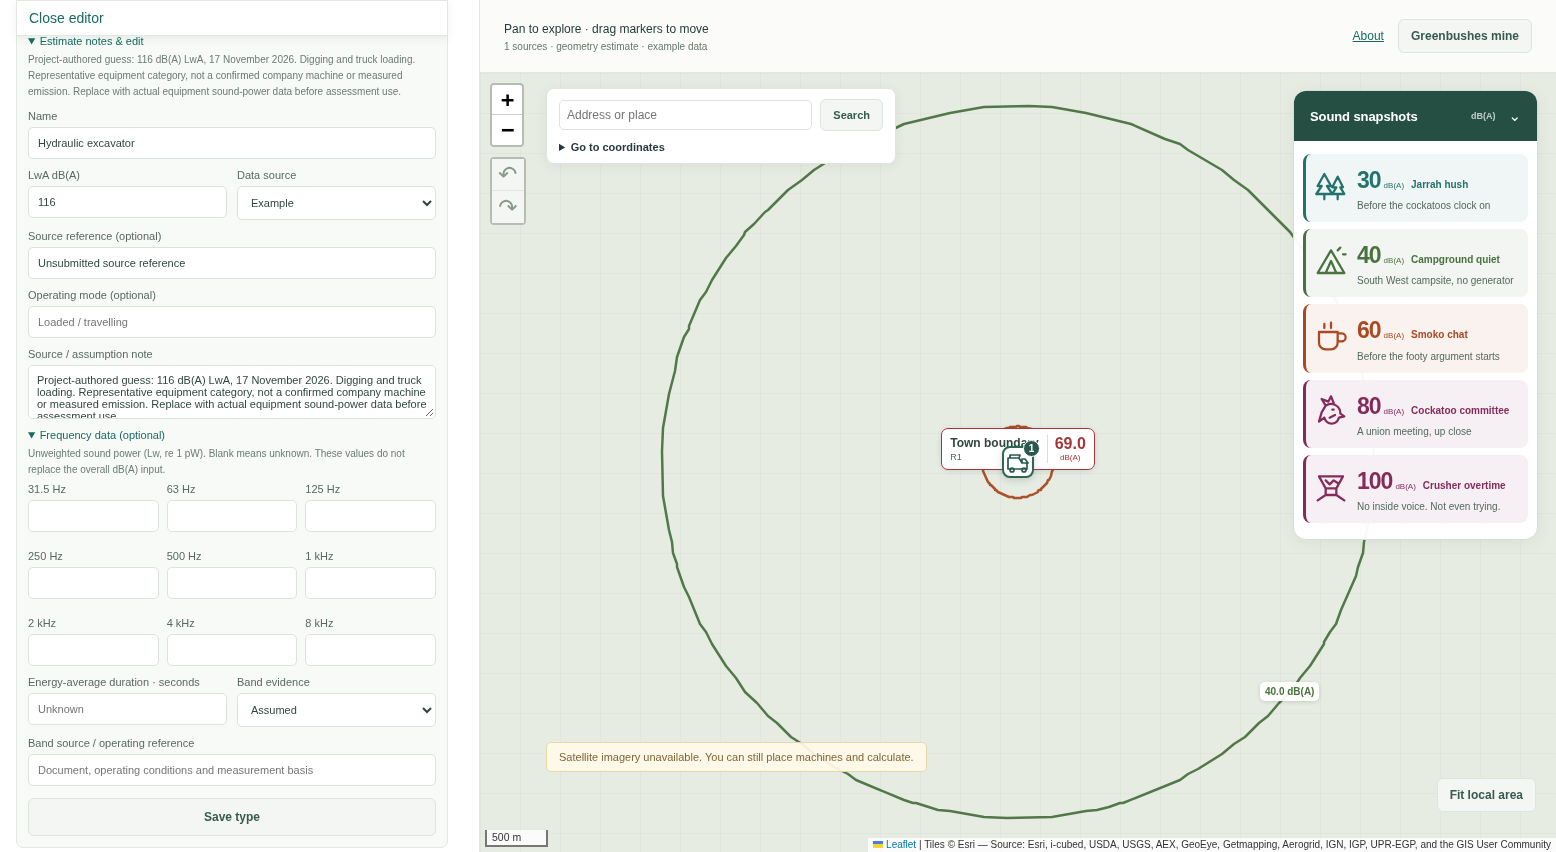 Close editor
▼ Estimate notes & edit
Project-authored guess: 116 dB(A) LwA, 17 November 2026. Digging and truck loading.
Representative equipment category, not a confirmed company machine or measured
emission. Replace with actual equipment sound-power data before assessment use.
Name
Hydraulic excavator
LwA dB(A)
Data source
116
Example
Source reference (optional)
Unsubmitted source reference
Operating mode (optional)
Loaded / travelling
Source / assumption note
Project-authored guess: 116 dB(A) LwA, 17 November 2026. Digging and truck
loading. Representative equipment category, not a confirmed company machine
or measured emission. Replace with actual equipment sound-power data before
assessment use.
▼ Frequency data (optional)
Unweighted sound power (Lw, re 1 pW). Blank means unknown. These values do not
replace the overall dB(A) input.
31.5 Hz
63 Hz
125 Hz
250 Hz
500 Hz
1 kHz
2 kHz
4 kHz
8 kHz
Energy-average duration · seconds
Band evidence
Unknown
Assumed
Band source / operating reference
Document, operating conditions and measurement basis
Save type
Pan to explore · drag markers to move
1 sources · geometry estimate · example data
About
Greenbushes mine
+
−
Address or place
Search
▶ Go to coordinates
Sound snapshots
dB(A)
30 dB(A) Jarrah hush
Before the cockatoos clock on
40 dB(A) Campground quiet
South West campsite, no generator
60 dB(A) Smoko chat
Before the footy argument starts
80 dB(A) Cockatoo committee
A union meeting, up close
100 dB(A) Crusher overtime
No inside voice. Not even trying.
Town boundary
R1
1
69.0
dB(A)
40.0 dB(A)
Satellite imagery unavailable. You can still place machines and calculate.
Fit local area
500 m
Leaflet | Tiles © Esri — Source: Esri, i-cubed, USDA, USGS, AEX, GeoEye, Getmapping, Aerogrid, IGN, IGP, UPR-EGP, and the GIS User Community